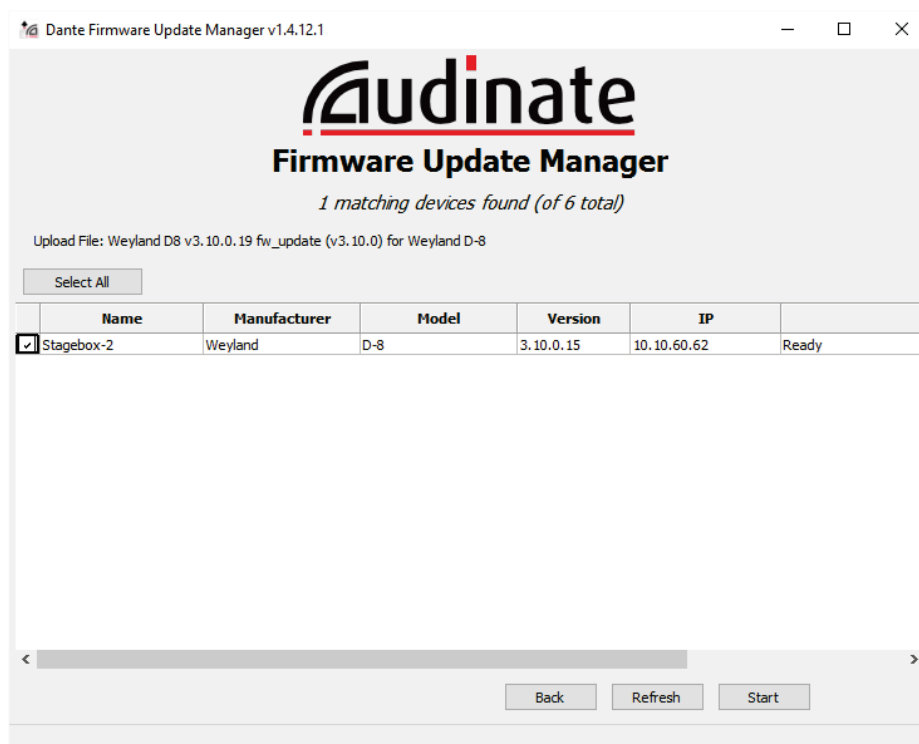 Dante Firmware Update Manager v1.4.12.1
Audinate
Firmware Update Manager
1 matching devices found (of 6 total)
Upload File: Weyland D8 v3.10.0.19 fw_update (v3.10.0) for Weyland D-8
Select All
Name Manufacturer Model Version IP
Stagebox-2 Weyland D-8 3.10.0.15 10.10.60.62 Ready
Back Refresh Start